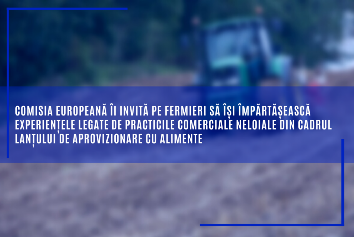 COMISIA EUROPEANĂ ÎI INVITĂ PE FERMIERI SĂ ÎȘI ÎMPĂRTĂȘEASCĂ
EXPERIENȚELE LEGATE DE PRACTICILE COMERCIALE NELOIALE DIN CADRUL
LANȚULUI DE APROVIZIONARE CU ALIMENTE